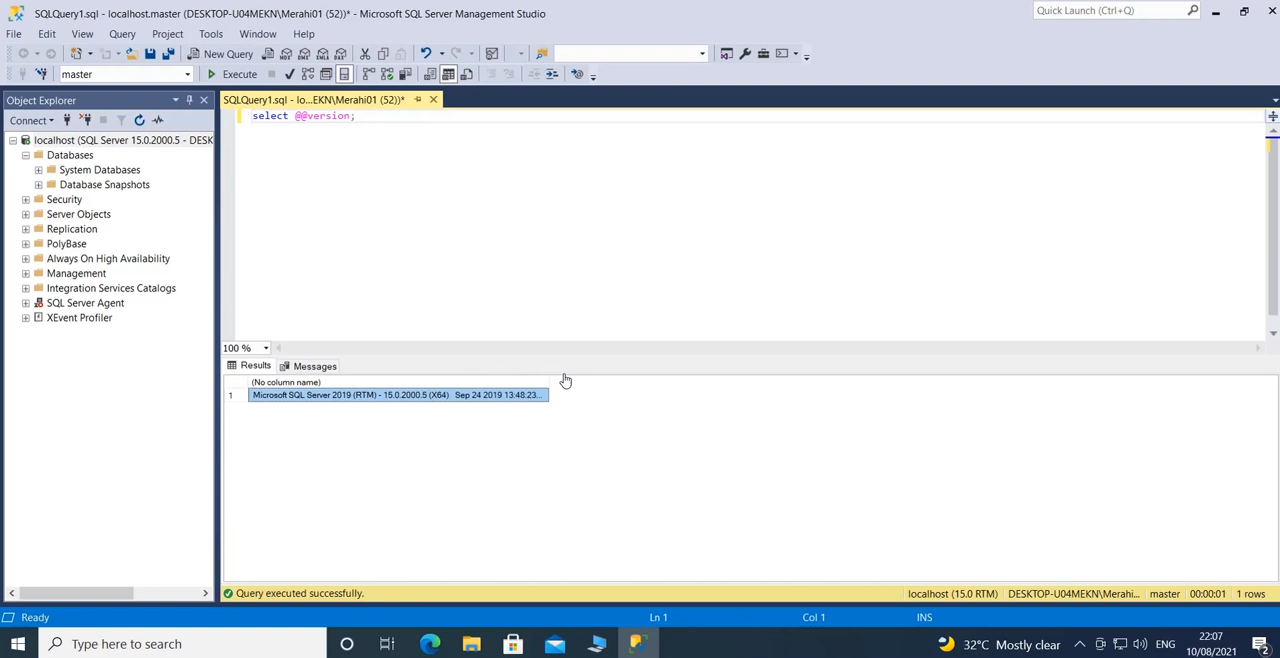 SQLQuery1.sql - localhost.master (DESKTOP-U04MEKN\Merahi01 (52))* - Microsoft SQL Server Management Studio
Quick Launch (Ctrl+Q)
File Edit View Query Project Tools Window Help
New Query
master
Execute
Object Explorer
SQLQuery1.sql - lo...EKN\Merahi01 (52))*
Connect
select @@version;
localhost (SQL Server 15.0.2000.5 - DESK
Databases
System Databases
Database Snapshots
Security
Server Objects
Replication
PolyBase
Always On High Availability
Management
Integration Services Catalogs
SQL Server Agent
XEvent Profiler
100 %
Results Messages
(No column name)
1 Microsoft SQL Server 2019 (RTM) - 15.0.2000.5 (X64) Sep 24 2019 13:48:23...
Query executed successfully.
localhost (15.0 RTM) DESKTOP-U04MEKN\Merahi... master 00:00:01 1 rows
Ready Ln 1 Col 1 INS
Type here to search
32°C Mostly clear
ENG
22:07
10/08/2021
2